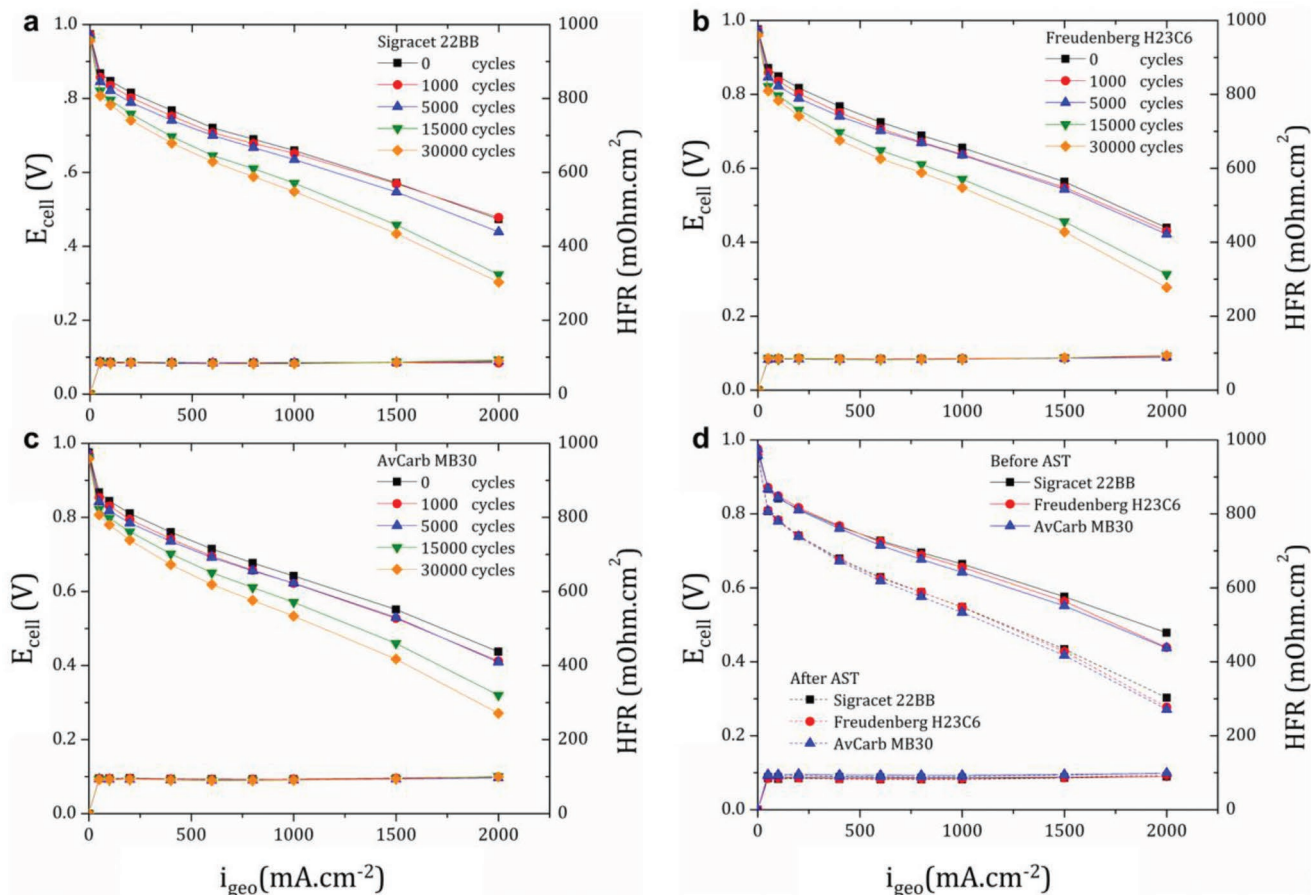 a
Sigracet 22BB
0 cycles
1000 cycles
5000 cycles
15000 cycles
30000 cycles
E_cell (V)
1.0
.8
0.6
.4
0.2
0.0
HFR (mOhm.cm²)
1000
800
600
400
200
0
0 500 1000 1500 2000
b
Freudenberg H23C6
0 cycles
1000 cycles
5000 cycles
15000 cycles
30000 cycles
E_cell (V)
1.0
0.8
0.6
0.4
0.2
0.0
HFR (mOhm.cm²)
1000
800
600
400
200
0
0 500 1000 1500 2000
c
AvCarb MB30
0 cycles
1000 cycles
5000 cycles
15000 cycles
30000 cycles
E_cell (V)
1.0
0.8
0.6
0.4
0.2
0.0
HFR (mOhm.cm²)
1000
800
600
400
200
0
0 500 1000 1500 2000
i_geo(mA.cm⁻²)
d
Before AST
Sigracet 22BB
Freudenberg H23C6
AvCarb MB30
After AST
Sigracet 22BB
Freudenberg H23C6
AvCarb MB30
E_cell (V)
1.0
0.8
0.6
0.4
0.2
0.0
HFR (mOhm.cm²)
1000
800
600
400
200
0
0 500 1000 1500 2000
i_geo(mA.cm⁻²)